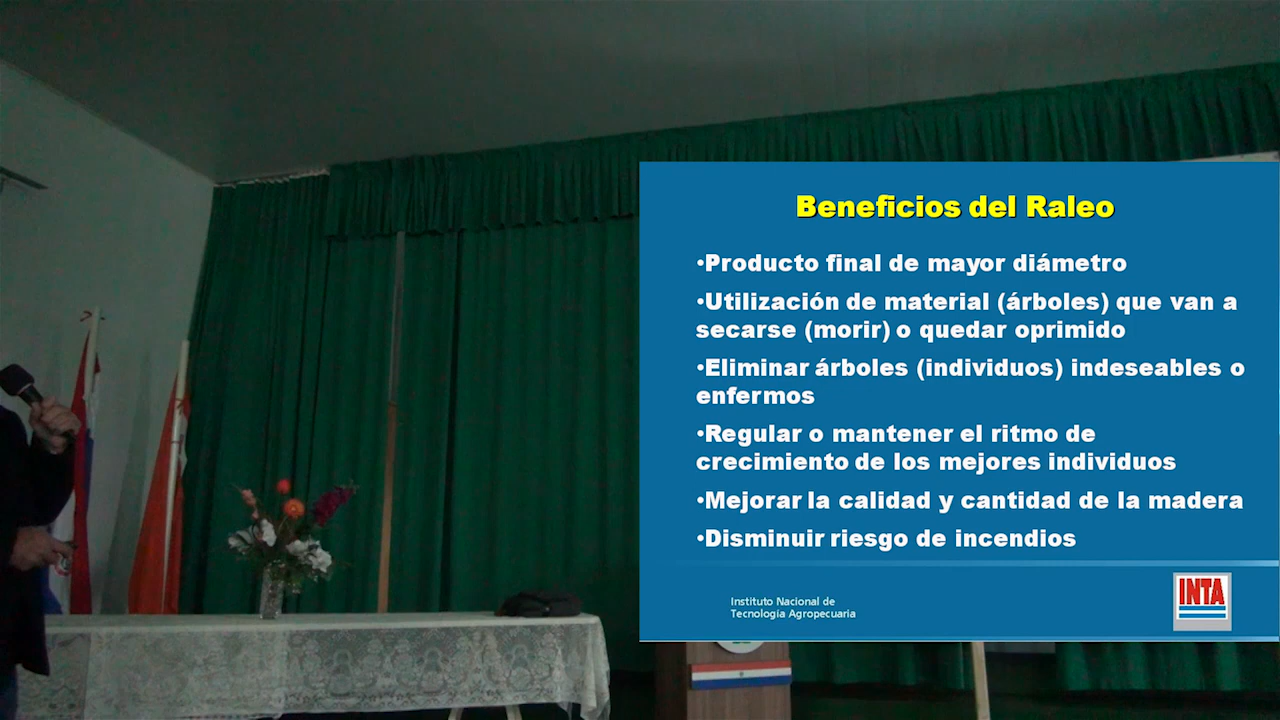 Beneficios del Raleo
•Producto final de mayor diámetro
•Utilización de material (árboles) que van a
secarse (morir) o quedar oprimido
•Eliminar árboles (individuos) indeseables o
enfermos
•Regular o mantener el ritmo de
crecimiento de los mejores individuos
•Mejorar la calidad y cantidad de la madera
•Disminuir riesgo de incendios
Instituto Nacional de
Tecnología Agropecuaria
INTA